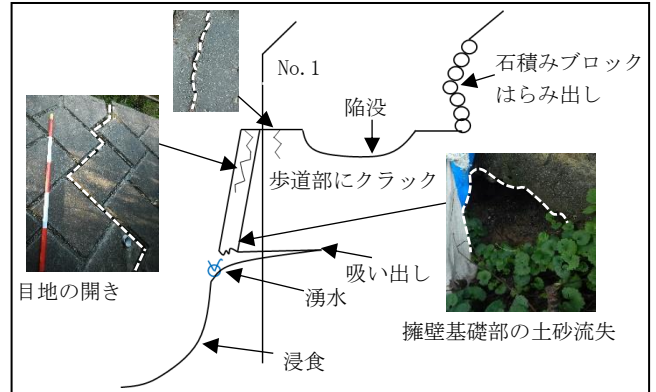 No.1
石積みブロック
はらみ出し
陥没
歩道部にクラック
目地の開き
吸い出し
湧水
擁壁基礎部の土砂流失
浸食